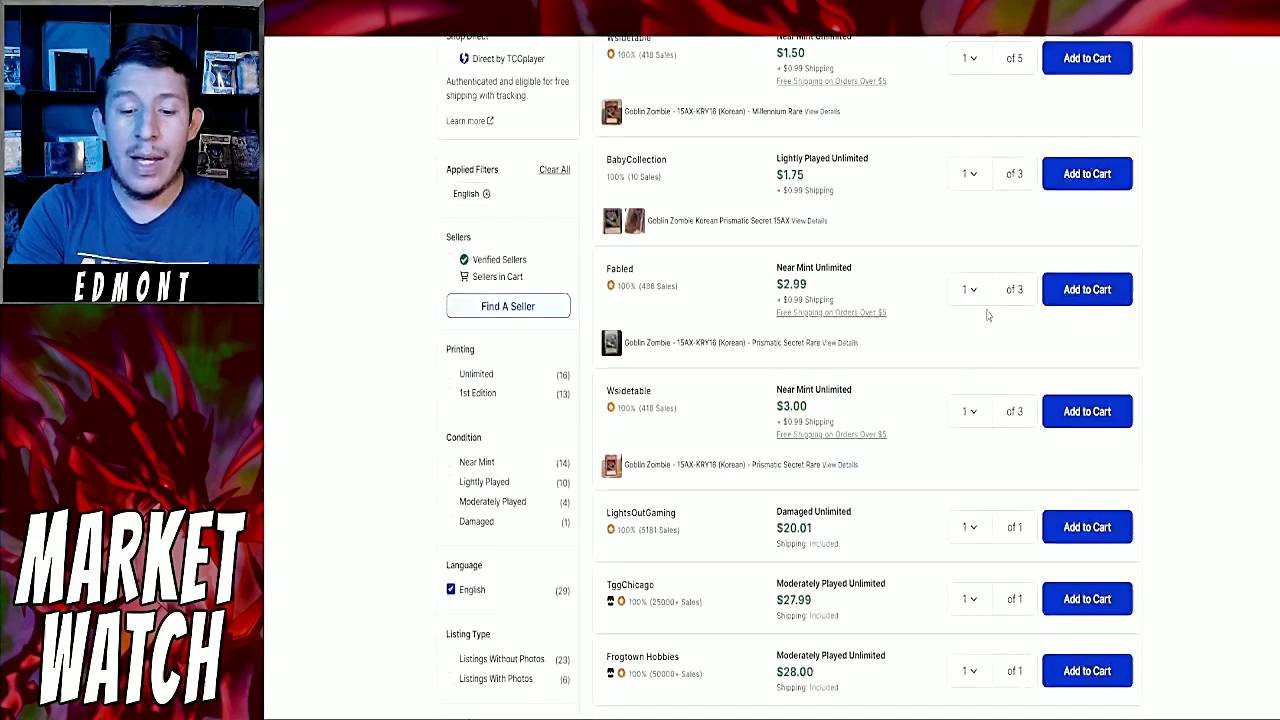 EDMONT
MARKET
WATCH
Shop Direct
Direct by TCGplayer
Authenticated and eligible for free
shipping with tracking.
Learn more
Applied Filters Clear All
English
Sellers
Verified Sellers
Sellers in Cart
Find A Seller
Printing
Unlimited (16)
1st Edition (13)
Condition
Near Mint (14)
Lightly Played (10)
Moderately Played (4)
Damaged (1)
Language
English (29)
Listing Type
Listings Without Photos (23)
Listings With Photos (6)
Wsidetable Near Mint Unlimited
100% (418 Sales) $1.50 1 of 5 Add to Cart
+ $0.99 Shipping
Free Shipping on Orders Over $5
Goblin Zombie - 15AX-KRY18 (Korean) - Millennium Rare View Details
BabyCollection Lightly Played Unlimited
100% (10 Sales) $1.75 1 of 3 Add to Cart
+ $0.99 Shipping
Goblin Zombie Korean Prismatic Secret 15AX View Details
Fabled Near Mint Unlimited
100% (486 Sales) $2.99 1 of 3 Add to Cart
+ $0.99 Shipping
Free Shipping on Orders Over $5
Goblin Zombie - 15AX-KRY18 (Korean) - Prismatic Secret Rare View Details
Wsidetable Near Mint Unlimited
100% (418 Sales) $3.00 1 of 3 Add to Cart
+ $0.99 Shipping
Free Shipping on Orders Over $5
Goblin Zombie - 15AX-KRY18 (Korean) - Prismatic Secret Rare View Details
LightsOutGaming Damaged Unlimited
100% (5181 Sales) $20.01 1 of 1 Add to Cart
Shipping: Included
TggChicago Moderately Played Unlimited
100% (25000+ Sales) $27.99 1 of 1 Add to Cart
Shipping: Included
Frogtown Hobbies Moderately Played Unlimited
100% (50000+ Sales) $28.00 1 of 1 Add to Cart
Shipping: Included